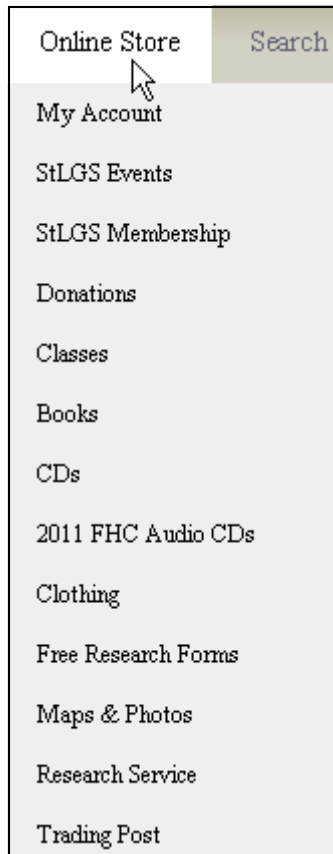 Online Store Search
My Account
StLGS Events
StLGS Membership
Donations
Classes
Books
CDs
2011 FHC Audio CDs
Clothing
Free Research Forms
Maps & Photos
Research Service
Trading Post